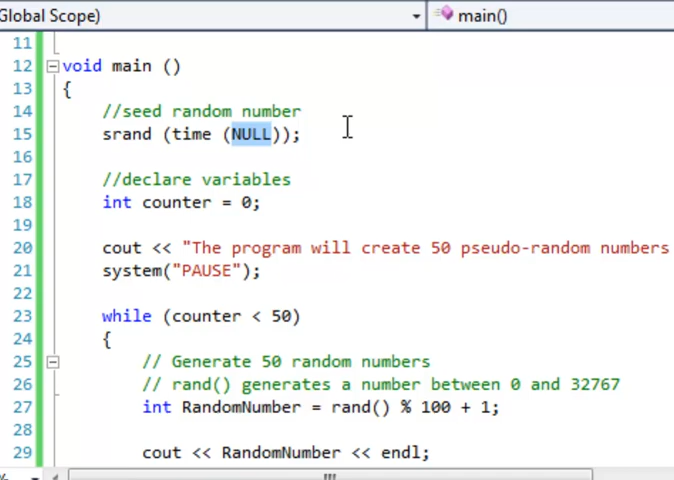 Global Scope) main()
11
12 void main ()
13 {
14 //seed random number
15 srand (time (NULL));
16
17 //declare variables
18 int counter = 0;
19
20 cout << "The program will create 50 pseudo-random numbers
21 system("PAUSE");
22
23 while (counter < 50)
24 {
25 // Generate 50 random numbers
26 // rand() generates a number between 0 and 32767
27 int RandomNumber = rand() % 100 + 1;
28
29 cout << RandomNumber << endl;
%